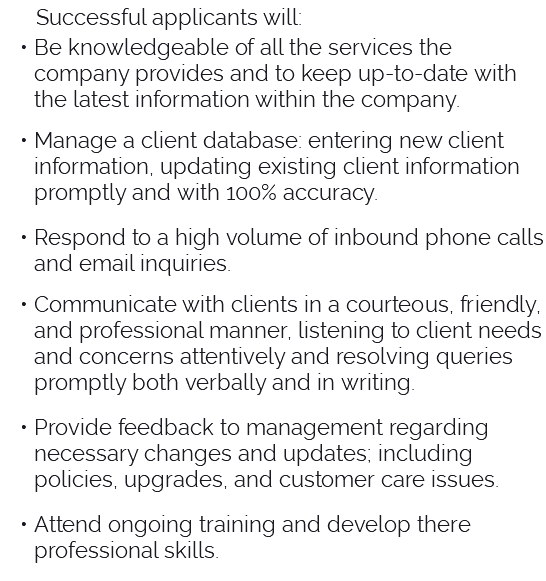 Successful applicants will:
• Be knowledgeable of all the services the
company provides and to keep up-to-date with
the latest information within the company.
• Manage a client database: entering new client
information, updating existing client information
promptly and with 100% accuracy.
• Respond to a high volume of inbound phone calls
and email inquiries.
• Communicate with clients in a courteous, friendly,
and professional manner, listening to client needs
and concerns attentively and resolving queries
promptly both verbally and in writing.
• Provide feedback to management regarding
necessary changes and updates; including
policies, upgrades, and customer care issues.
• Attend ongoing training and develop there
professional skills.